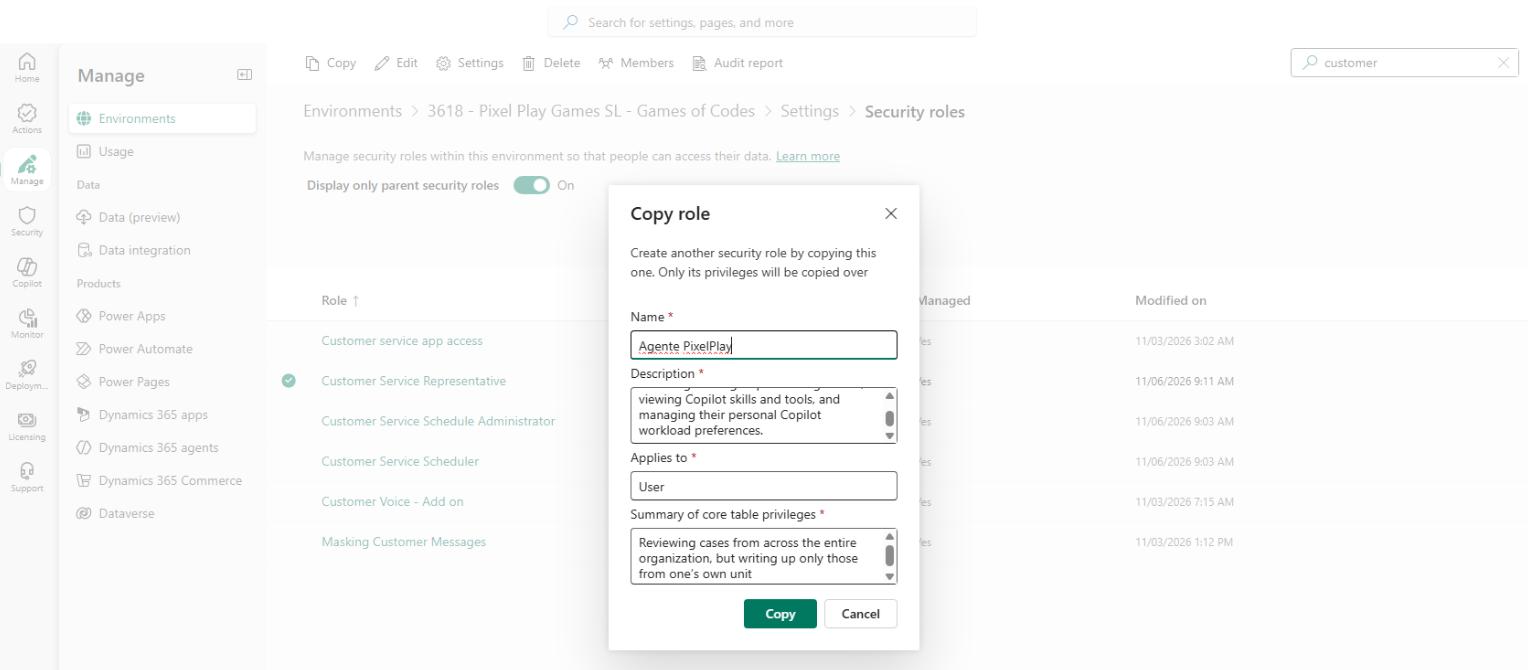 Search for settings, pages, and more
Home
Actions
Manage
Security
Copilot
Monitor
Deploym...
Licensing
Support
Manage
Environments
Usage
Data
Data (preview)
Data integration
Products
Power Apps
Power Automate
Power Pages
Dynamics 365 apps
Dynamics 365 agents
Dynamics 365 Commerce
Dataverse
Copy Edit Settings Delete Members Audit report
customer
Environments > 3618 - Pixel Play Games SL - Games of Codes > Settings > Security roles
Manage security roles within this environment so that people can access their data. Learn more
Display only parent security roles On
Role ↑ Managed Modified on
Customer service app access Yes 11/03/2026 3:02 AM
Customer Service Representative Yes 11/06/2026 9:11 AM
Customer Service Schedule Administrator Yes 11/06/2026 9:03 AM
Customer Service Scheduler Yes 11/06/2026 9:03 AM
Customer Voice - Add on Yes 11/03/2026 7:15 AM
Masking Customer Messages Yes 11/03/2026 1:12 PM
Copy role
Create another security role by copying this
one. Only its privileges will be copied over
Name *
Agente PixelPlay
Description *
viewing Copilot skills and tools, and
managing their personal Copilot
workload preferences.
Applies to *
User
Summary of core table privileges *
Reviewing cases from across the entire
organization, but writing up only those
from one's own unit
Copy Cancel